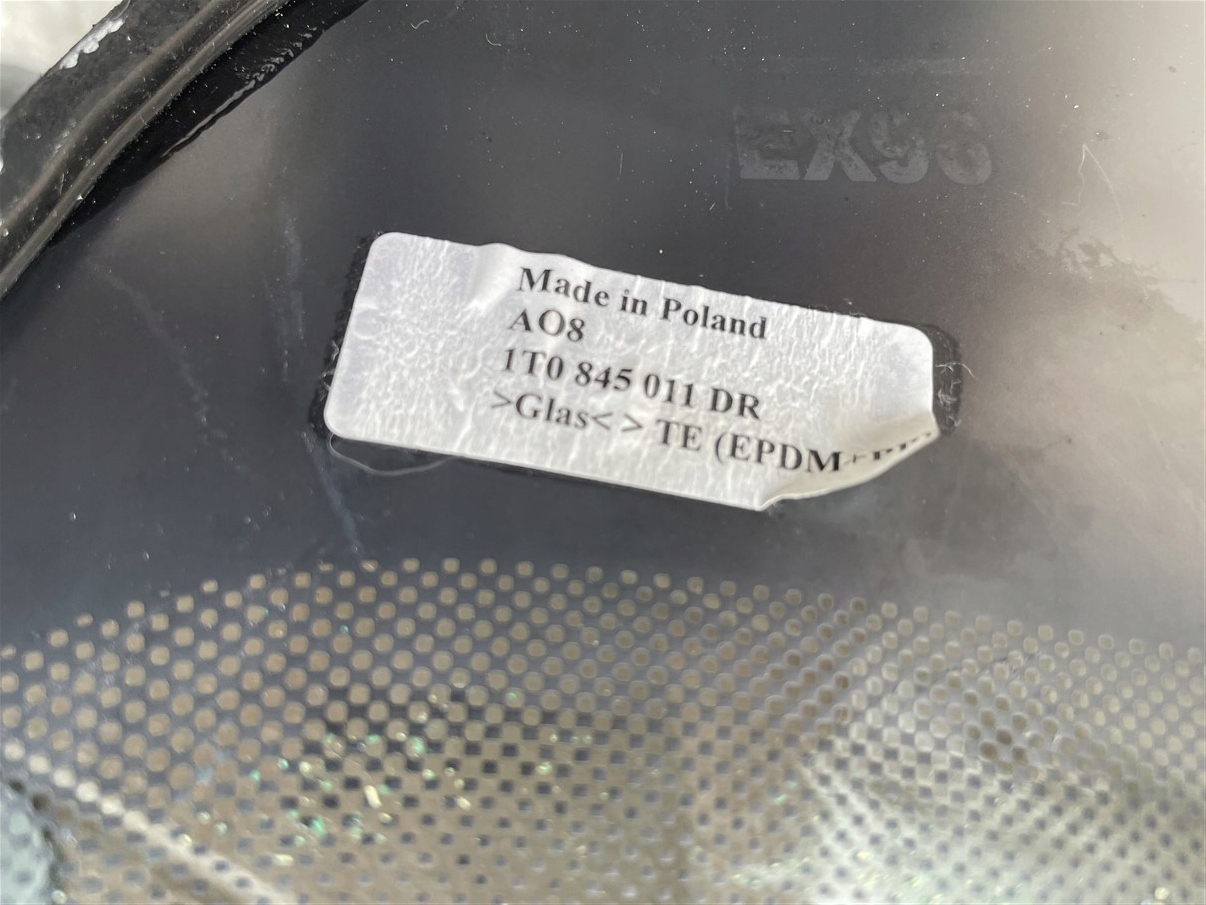 EX96
Made in Poland
AO8
1T0 845 011 DR
>Glas< > TE (EPDM+